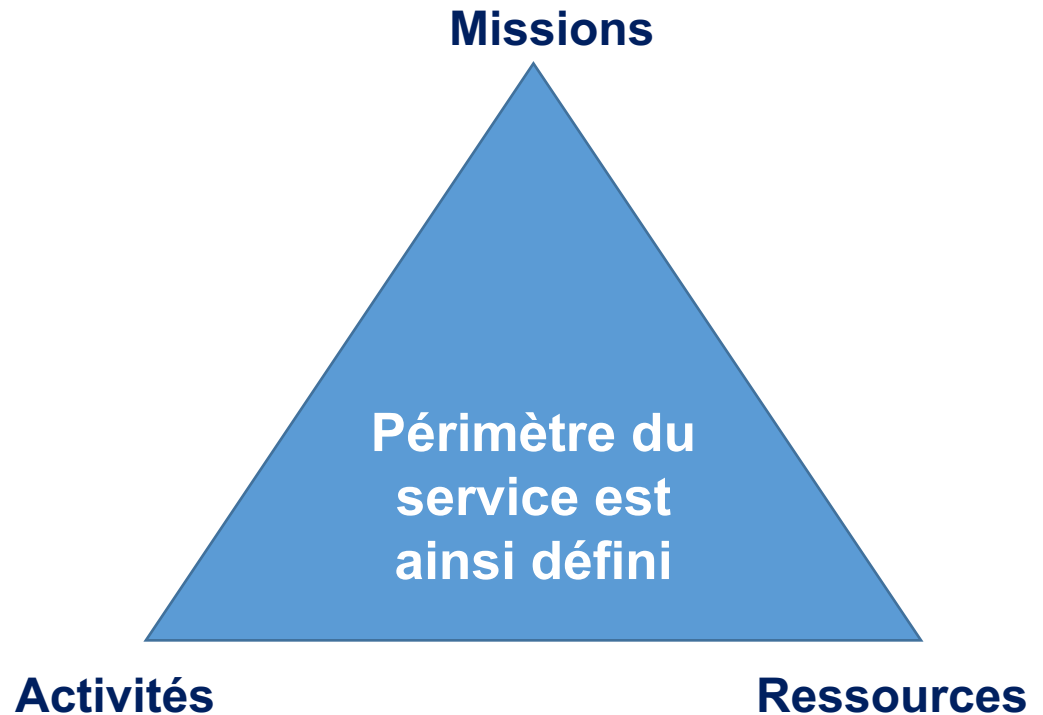 Missions
Périmètre du
service est
ainsi défini
Activités
Ressources